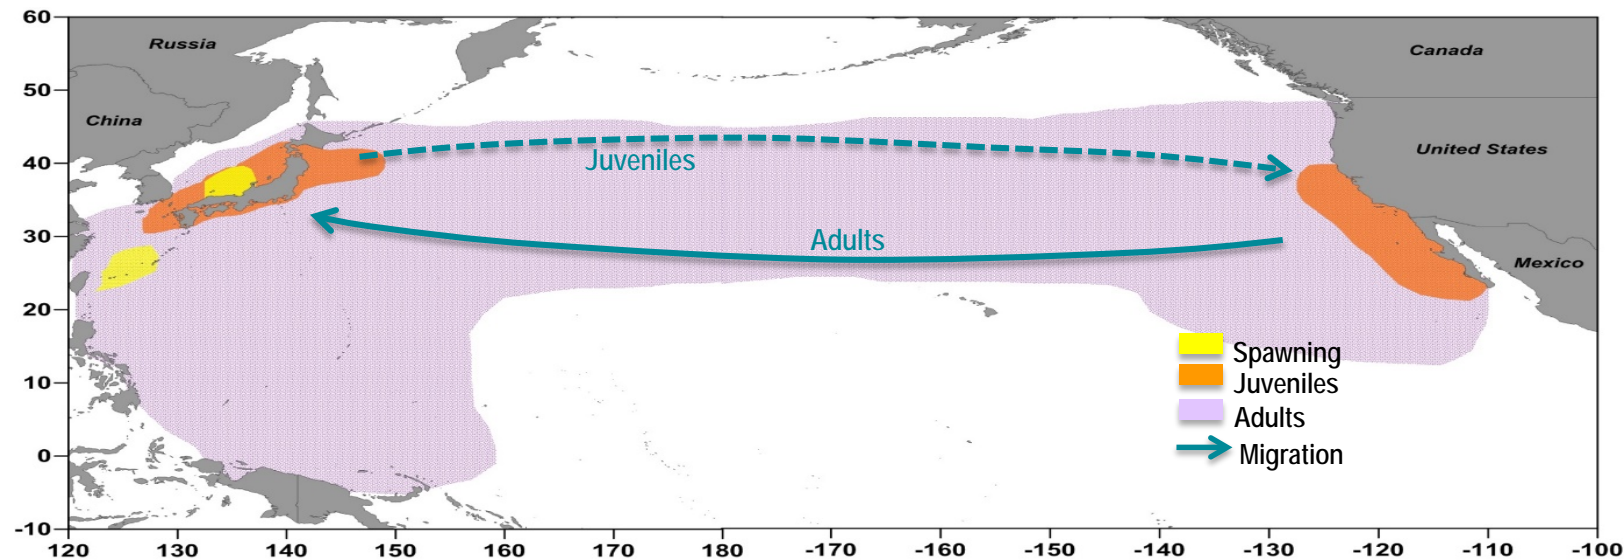 60
50
40
30
20
10
0
-10
Russia
Canada
China
United States
Juveniles
Adults
Mexico
Spawning
Juveniles
Adults
Migration
120 130 140 150 160 170 180 -170 -160 -150 -140 -130 -120 -110 -100